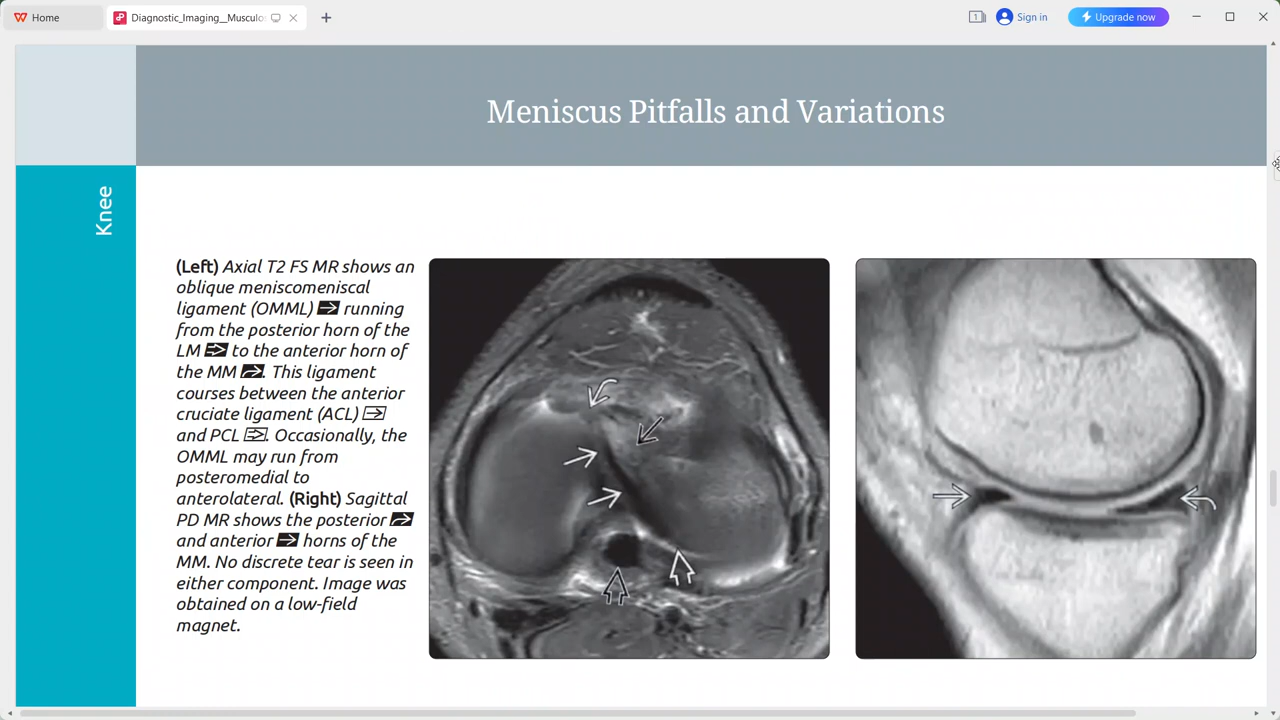 Home
Diagnostic_Imaging__Musculo
1
Sign in
Upgrade now
Meniscus Pitfalls and Variations
Knee
(Left) Axial T2 FS MR shows an
oblique meniscomeniscal
ligament (OMML) running
from the posterior horn of the
LM to the anterior horn of
the MM. This ligament
courses between the anterior
cruciate ligament (ACL)
and PCL. Occasionally, the
OMML may run from
posteromedial to
anterolateral. (Right) Sagittal
PD MR shows the posterior
and anterior horns of the
MM. No discrete tear is seen in
either component. Image was
obtained on a low-field
magnet.